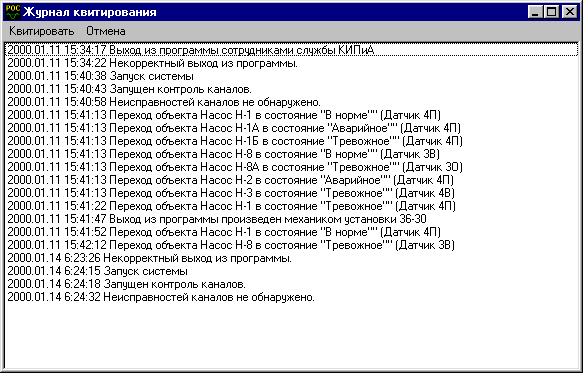 РОС Журнал квитирования
Квитировать Отмена
2000.01.11 15:34:17 Выход из программы сотрудниками службы КИПиА
2000.01.11 15:34:22 Некорректный выход из программы.
2000.01.11 15:40:38 Запуск системы
2000.01.11 15:40:43 Запущен контроль каналов.
2000.01.11 15:40:58 Неисправностей каналов не обнаружено.
2000.01.11 15:41:13 Переход объекта Насос Н-1 в состояние "В норме"" (Датчик 4П)
2000.01.11 15:41:13 Переход объекта Насос Н-1А в состояние "Аварийное"" (Датчик 4П)
2000.01.11 15:41:13 Переход объекта Насос Н-1Б в состояние "Тревожное"" (Датчик 4П)
2000.01.11 15:41:13 Переход объекта Насос Н-8 в состояние "В норме"" (Датчик 3В)
2000.01.11 15:41:13 Переход объекта Насос Н-8А в состояние "Тревожное"" (Датчик 3О)
2000.01.11 15:41:13 Переход объекта Насос Н-2 в состояние "Аварийное"" (Датчик 4П)
2000.01.11 15:41:13 Переход объекта Насос Н-3 в состояние "Тревожное"" (Датчик 4В)
2000.01.11 15:41:22 Переход объекта Насос Н-1 в состояние "Тревожное"" (Датчик 4П)
2000.01.11 15:41:47 Выход из программы произведен механиком установки 36-30
2000.01.11 15:41:52 Переход объекта Насос Н-1 в состояние "В норме"" (Датчик 4П)
2000.01.11 15:42:12 Переход объекта Насос Н-8 в состояние "Тревожное"" (Датчик 3В)
2000.01.14 6:23:26 Некорректный выход из программы.
2000.01.14 6:24:15 Запуск системы
2000.01.14 6:24:18 Запущен контроль каналов.
2000.01.14 6:24:32 Неисправностей каналов не обнаружено.